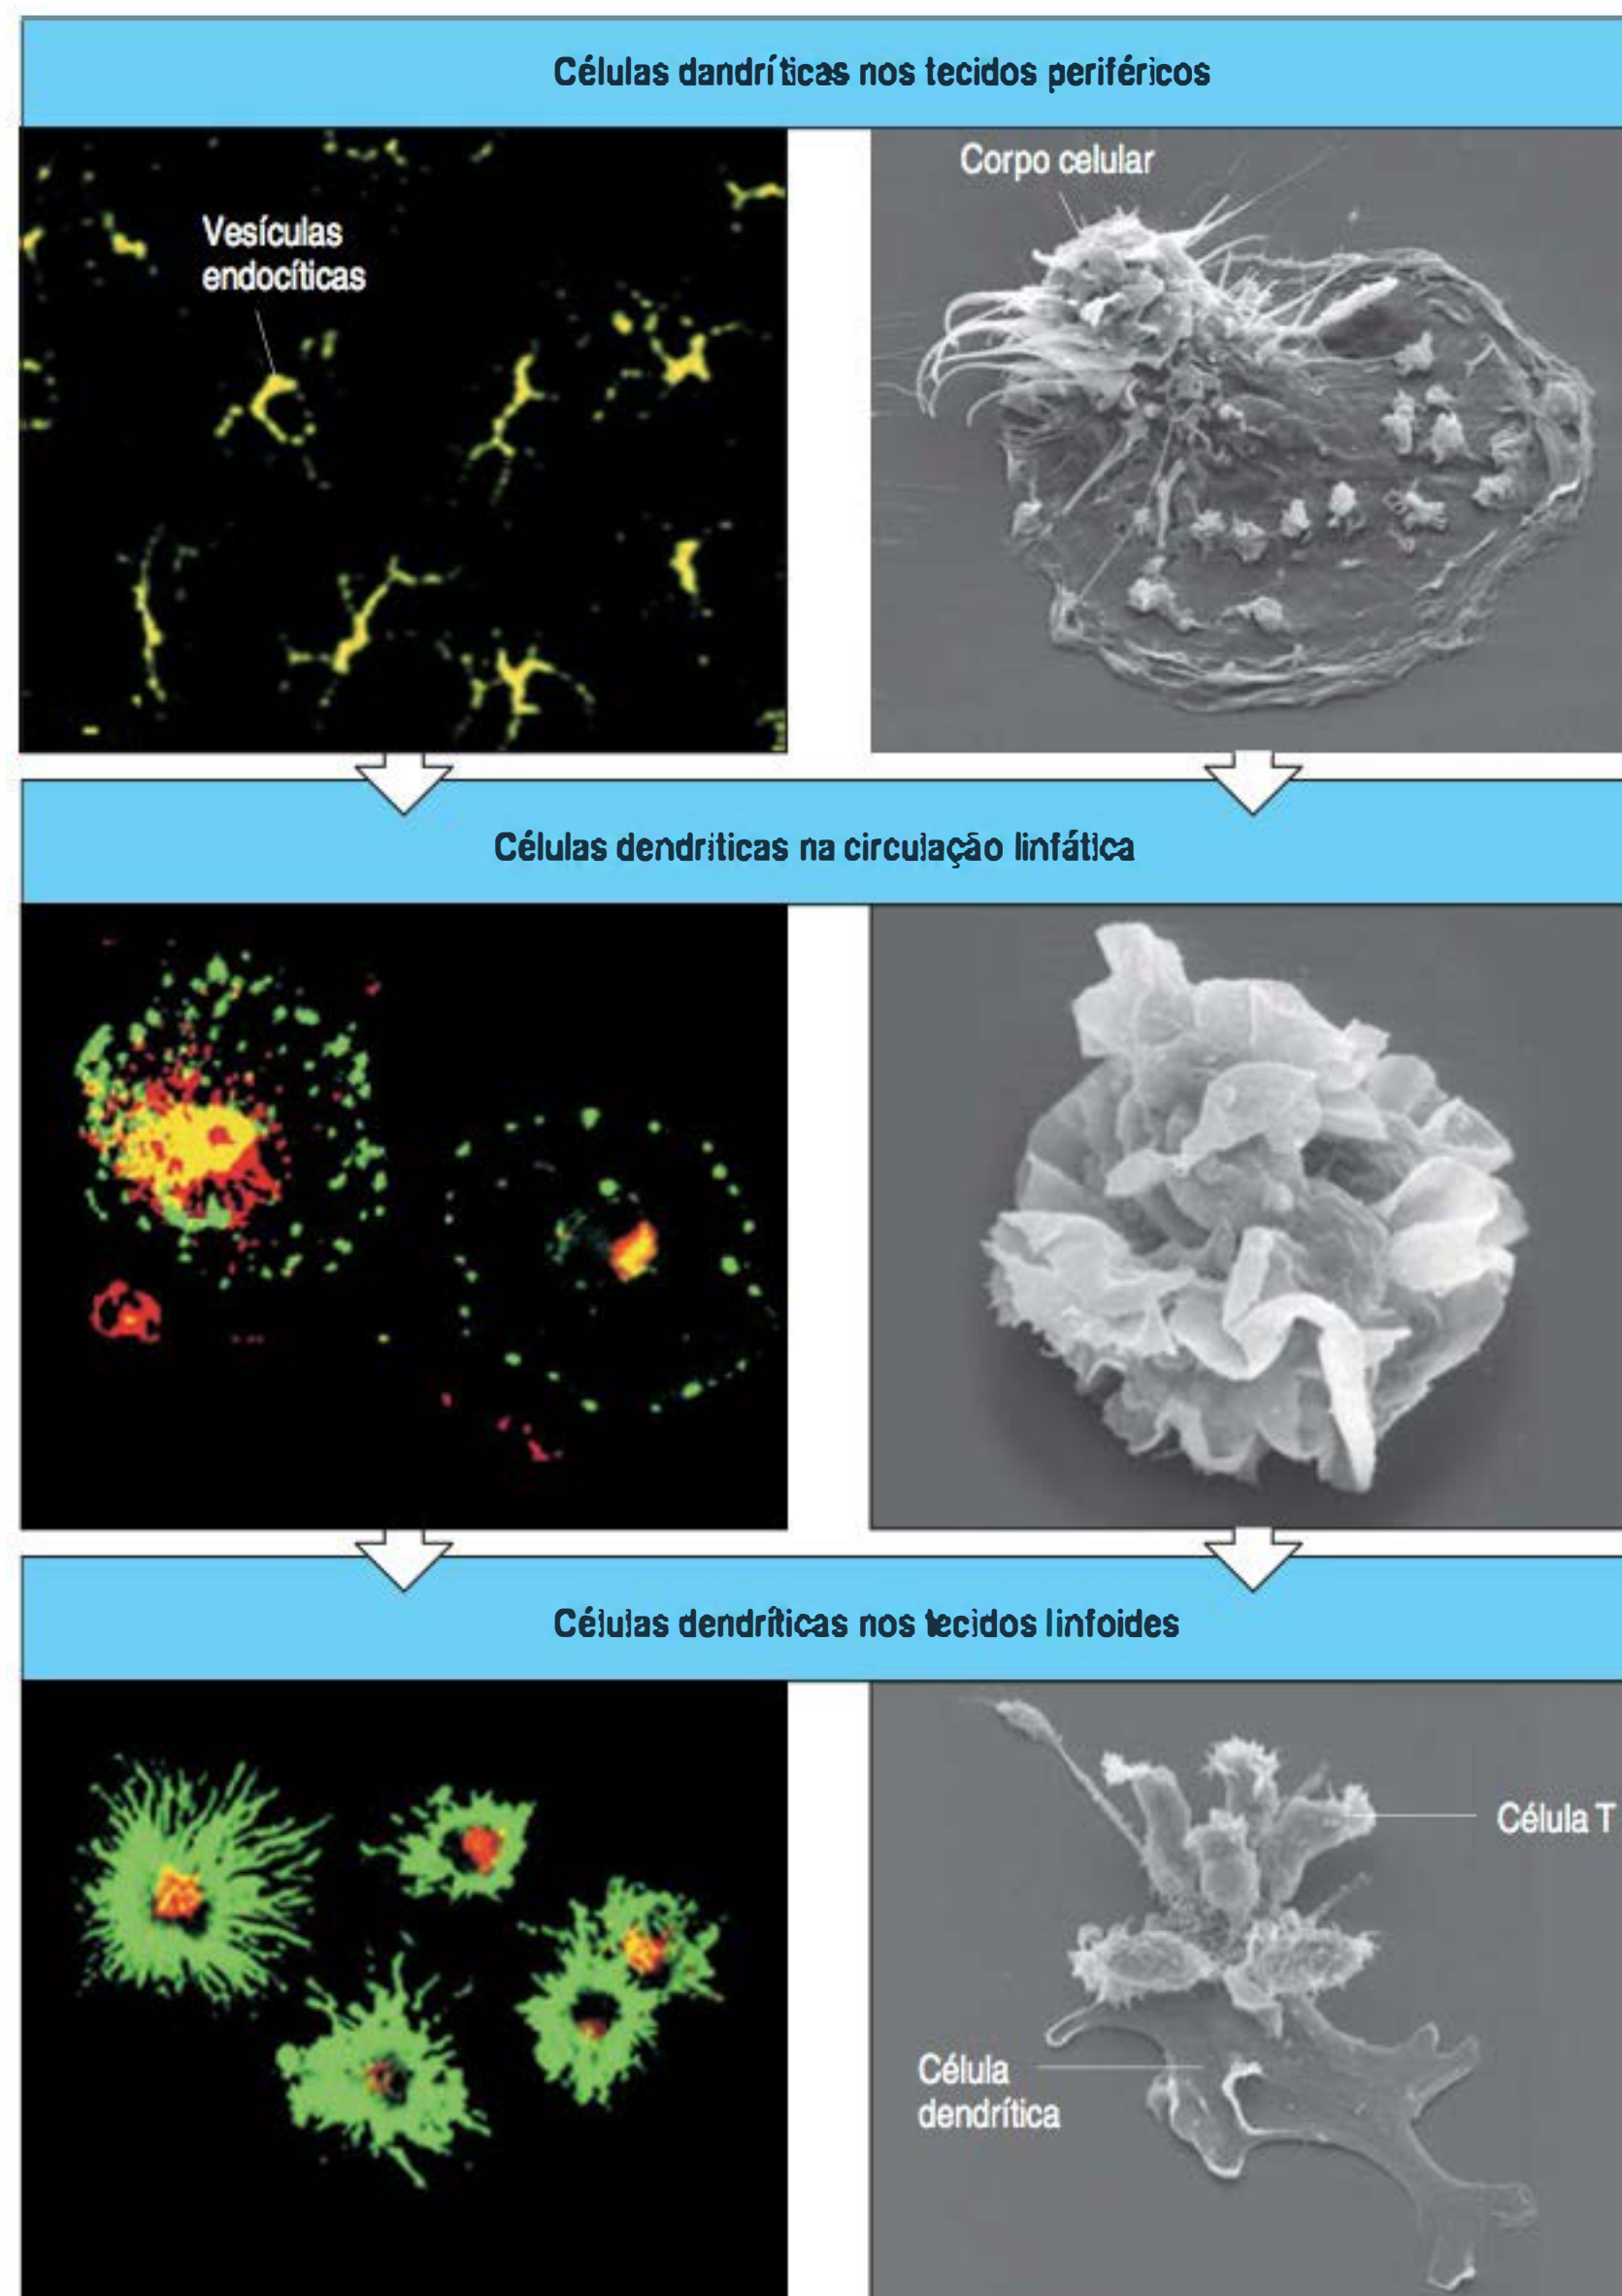 Células dandríticas nos tecidos periféricos
Vesículas
endocíticas
Corpo celular
Células dendriticas na circulação linfática
Células dendríticas nos tecidos linfoides
Célula T
Célula
dendrítica